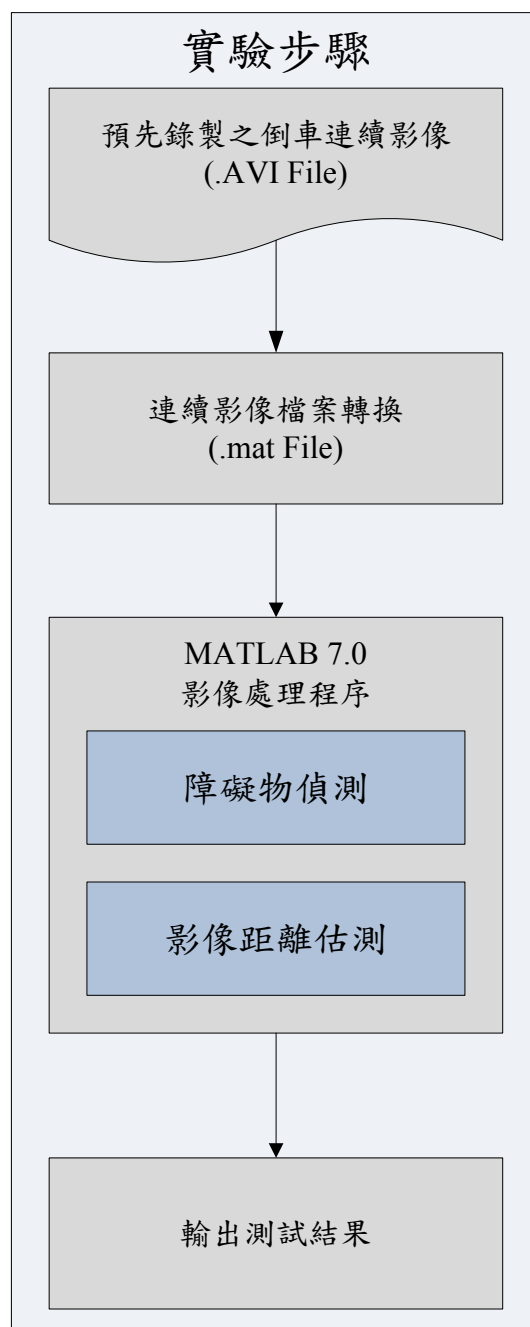 實驗步驟
預先錄製之倒車連續影像
(.AVI File)
連續影像檔案轉換
(.mat File)
MATLAB 7.0
影像處理程序
障礙物偵測
影像距離估測
輸出測試結果